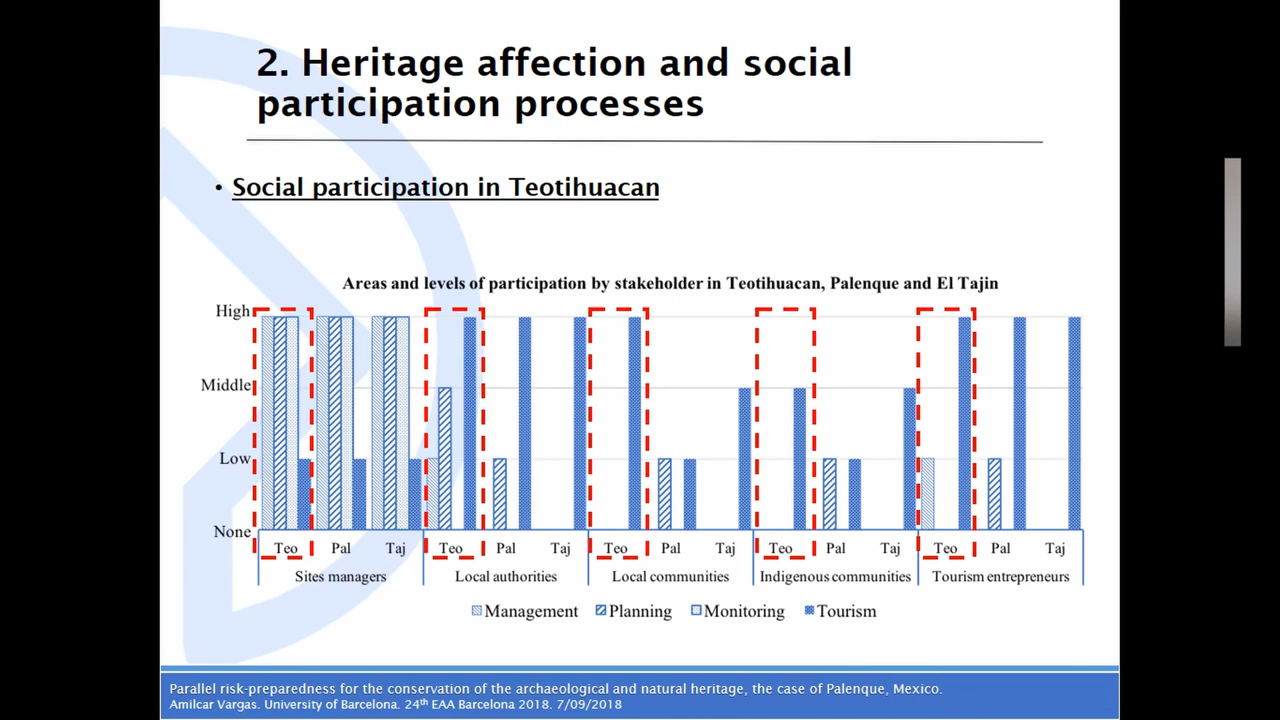 2. Heritage affection and social
participation processes
• Social participation in Teotihuacan
Areas and levels of participation by stakeholder in Teotihuacan, Palenque and El Tajin
High
Middle
Low
None
Teo Pal Taj Teo Pal Taj Teo Pal Taj Teo Pal Taj Teo Pal Taj
Sites managers Local authorities Local communities Indigenous communities Tourism entrepreneurs
Management Planning Monitoring Tourism
Parallel risk-preparedness for the conservation of the archaeological and natural heritage, the case of Palenque, Mexico.
Amilcar Vargas. University of Barcelona. 24th EAA Barcelona 2018. 7/09/2018